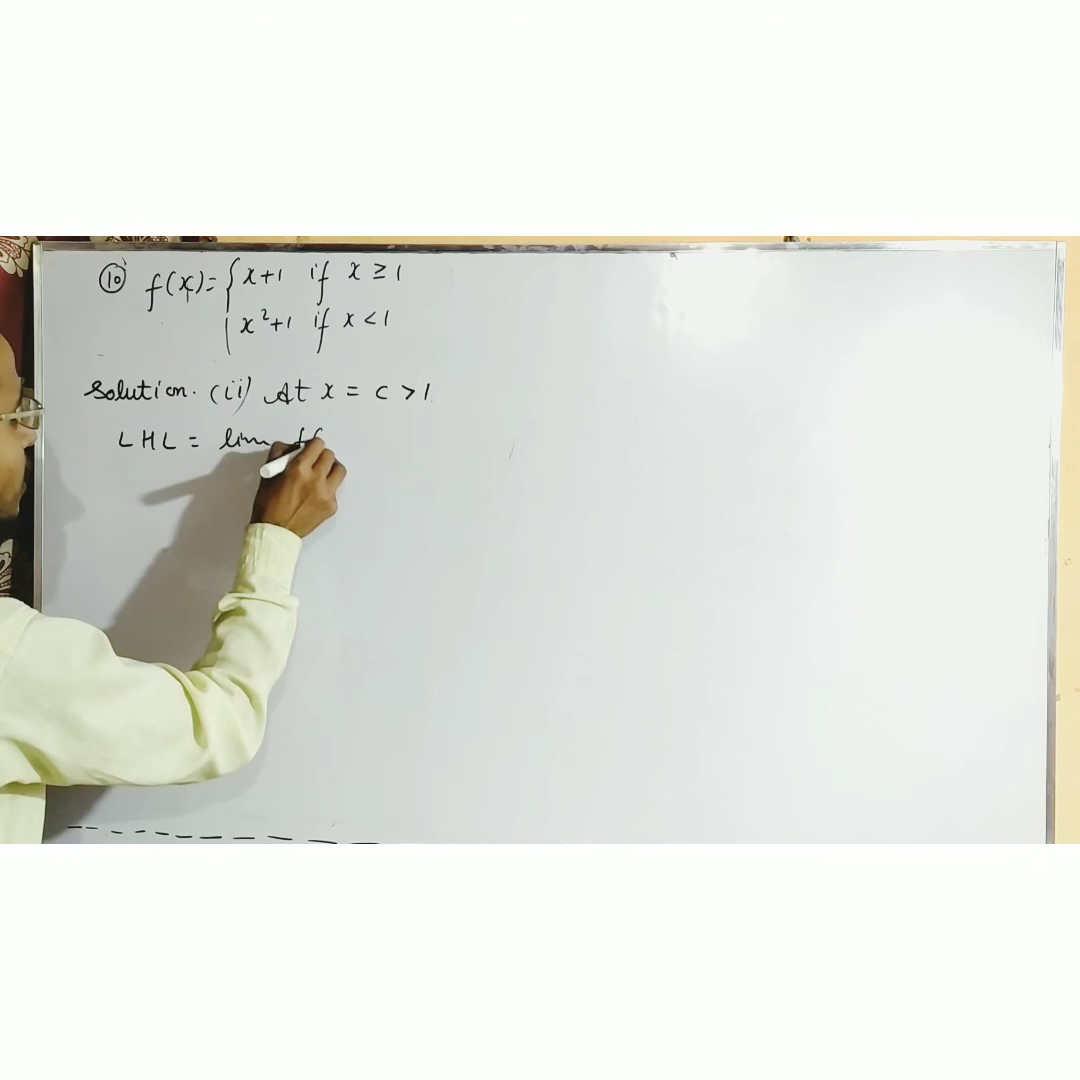 ⑩ f(x) = { x+1 if x ≥ 1
x²+1 if x < 1
Solution. (ii) At x = c > 1
LHL = lim f(